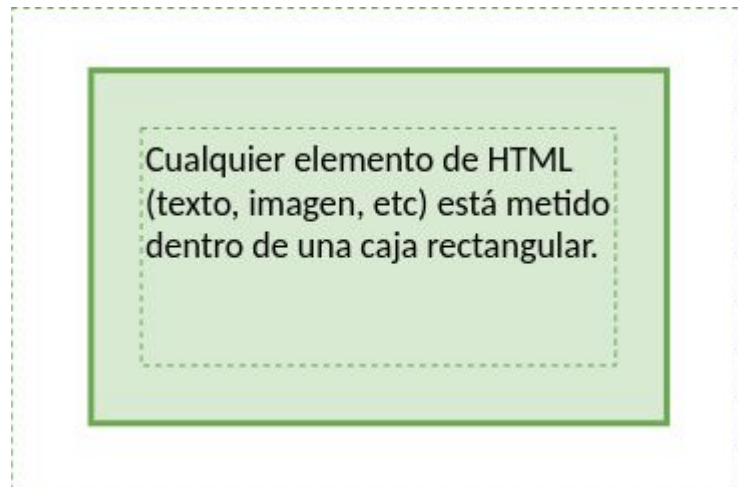 Cualquier elemento de HTML
(texto, imagen, etc) está metido
dentro de una caja rectangular.